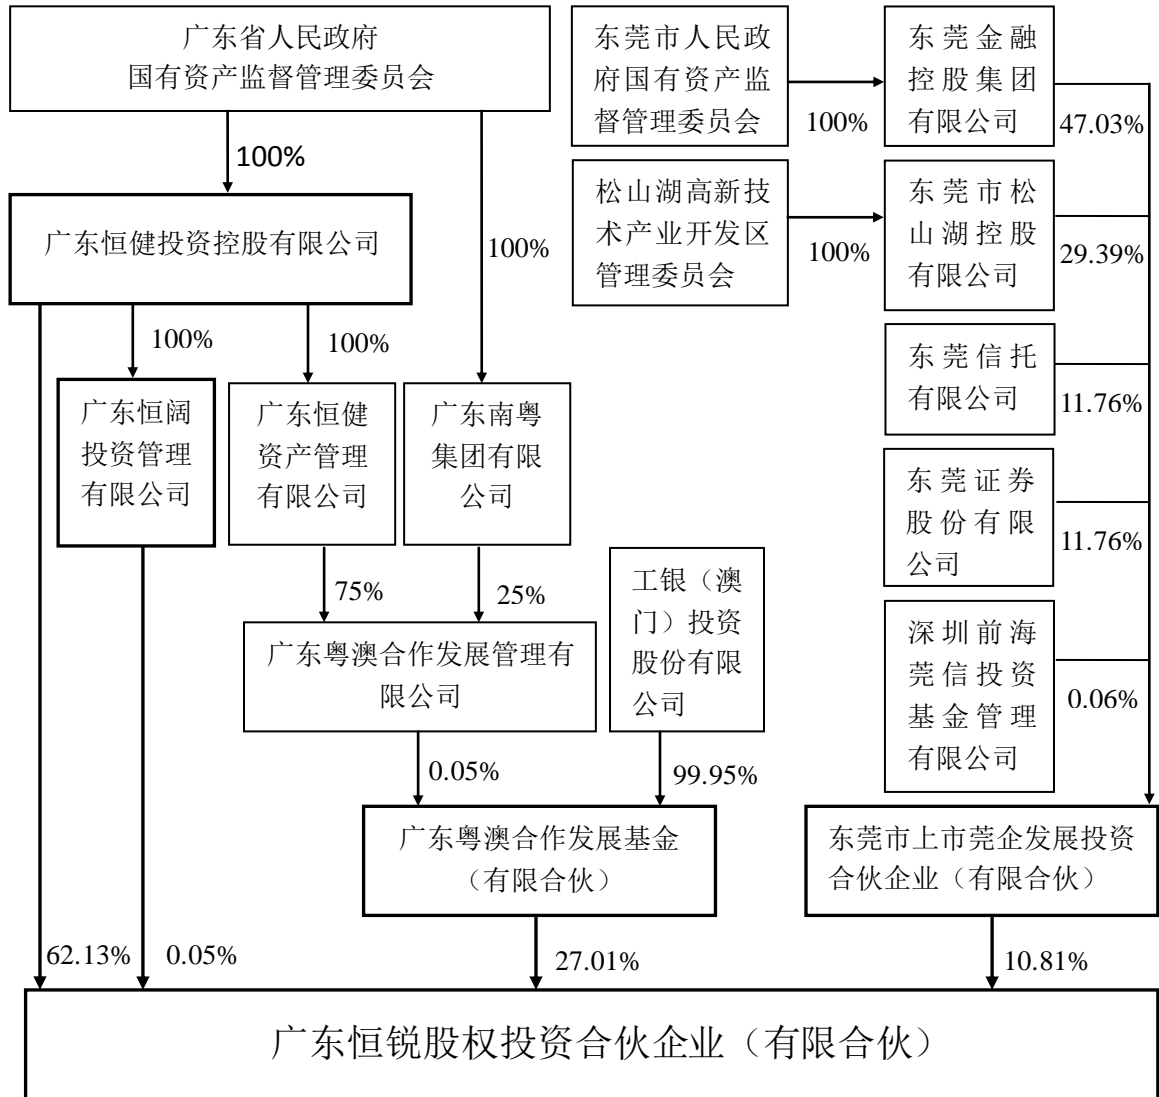 广东省人民政府
国有资产监督管理委员会
东莞市人民政
府国有资产监
督管理委员会
100%
东莞金融
控股集团
有限公司
47.03%
100%
广东恒健投资控股有限公司
100%
松山湖高新技
术产业开发区
管理委员会
100%
东莞市松
山湖控股
有限公司
29.39%
100%
100%
东莞信托
有限公司
11.76%
广东恒阔
投资管理
有限公司
广东恒健
资产管理
有限公司
广东南粤
集团有限
公司
东莞证券
股份有限
公司
11.76%
75%
25%
工银（澳
门）投资
股份有限
公司
广东粤澳合作发展管理有
限公司
深圳前海
莞信投资
基金管理
有限公司
0.06%
0.05%
99.95%
广东粤澳合作发展基金
（有限合伙）
东莞市上市莞企发展投资
合伙企业（有限合伙）
62.13%
0.05%
27.01%
10.81%
广东恒锐股权投资合伙企业（有限合伙）